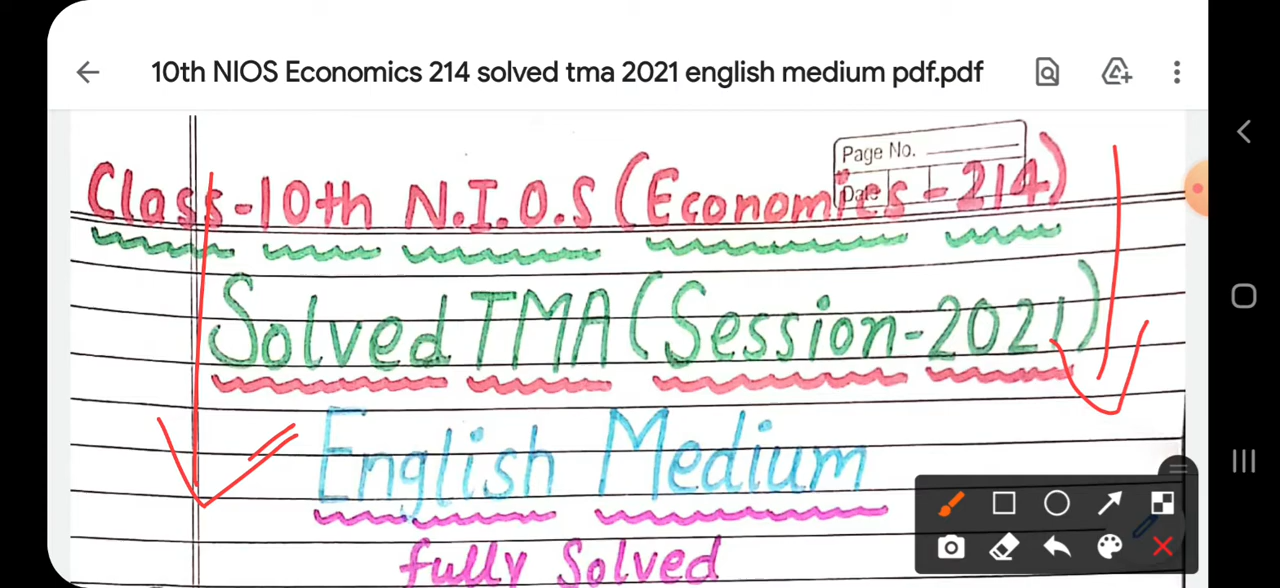 10th NIOS Economics 214 solved tma 2021 english medium pdf.pdf
Page No.
Date
Class-10th N.I.O.S (Economics-214)
Solved TMA (Session-2021)
English Medium
fully Solved